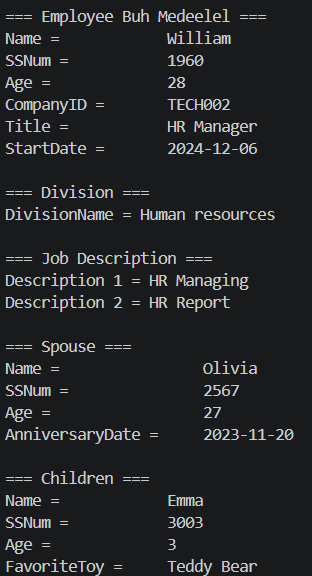 === Employee Buh Medeelel ===
Name = William
SSNum = 1960
Age = 28
CompanyID = TECH002
Title = HR Manager
StartDate = 2024-12-06
=== Division ===
DivisionName = Human resources
=== Job Description ===
Description 1 = HR Managing
Description 2 = HR Report
=== Spouse ===
Name = Olivia
SSNum = 2567
Age = 27
AnniversaryDate = 2023-11-20
=== Children ===
Name = Emma
SSNum = 3003
Age = 3
FavoriteToy = Teddy Bear